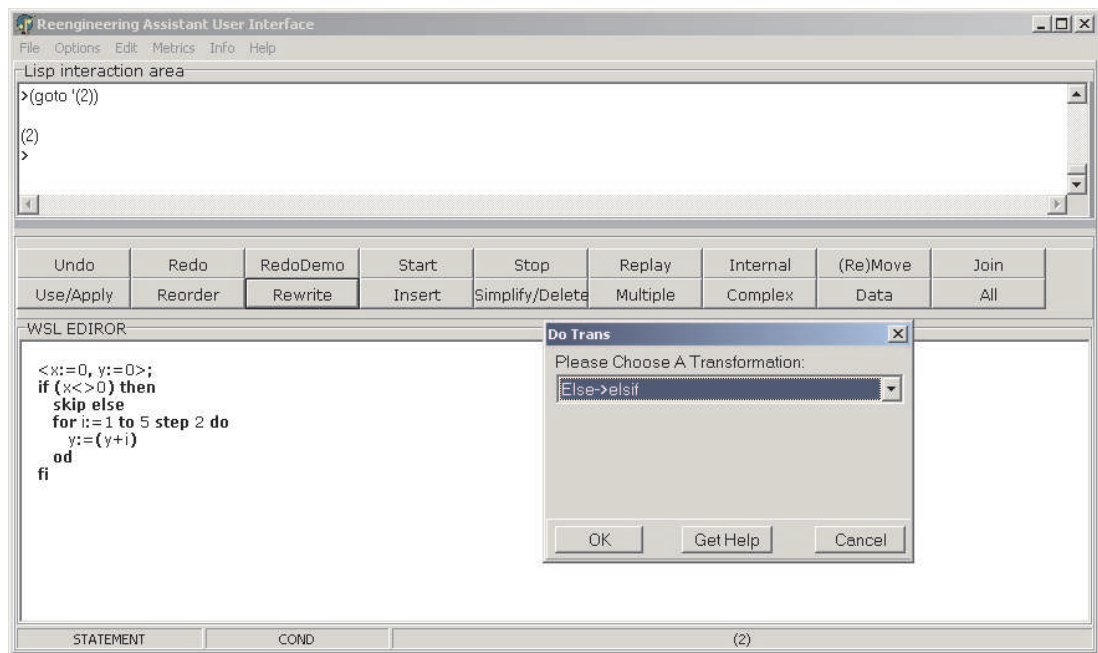 Reengineering Assistant User Interface
File Options Edit Metrics Info Help
Lisp interaction area
>(goto '(2))
(2)
>
Undo Redo RedoDemo Start Stop Replay Internal (Re)Move Join
Use/Apply Reorder Rewrite Insert Simplify/Delete Multiple Complex Data All
WSL EDIROR
<x:=0, y:=0>;
if (x<>0) then
skip else
for i:=1 to 5 step 2 do
y:=(y+i)
od
fi
Do Trans
Please Choose A Transformation:
Else->elsif
OK Get Help Cancel
STATEMENT COND (2)